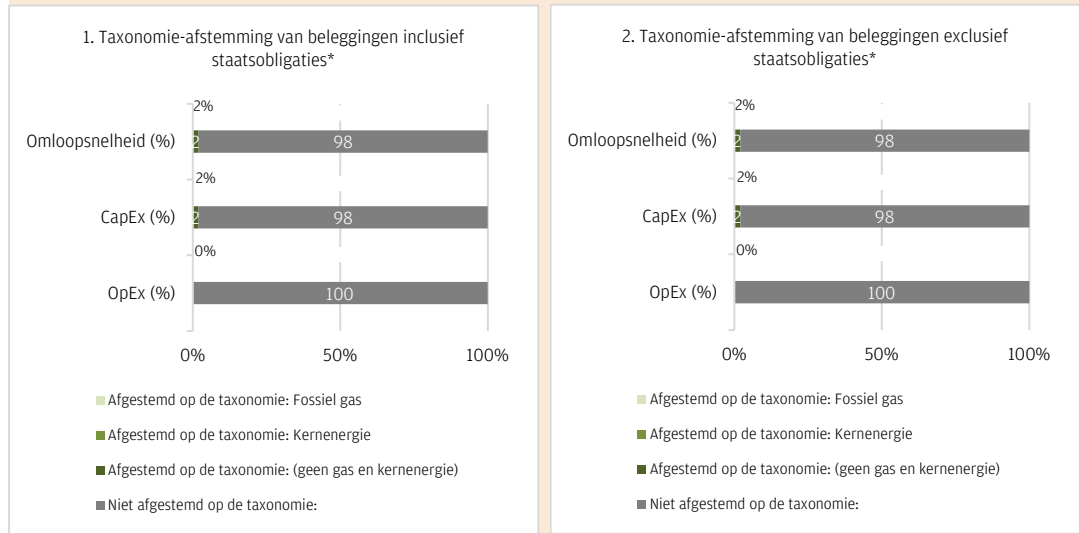 1. Taxonomie-afstemming van beleggingen inclusief
staatsobligaties*
2%
Omloopsnelheid (%)
2
98
2%
CapEx (%)
2
98
0%
OpEx (%)
100
0%
50%
100%
Afgestemd op de taxonomie: Fossiel gas
Afgestemd op de taxonomie: Kernenergie
Afgestemd op de taxonomie: (geen gas en kernenergie)
Niet afgestemd op de taxonomie:
2. Taxonomie-afstemming van beleggingen exclusief
staatsobligaties*
2%
Omloopsnelheid (%)
2
98
2%
CapEx (%)
2
98
0%
OpEx (%)
100
0%
50%
100%
Afgestemd op de taxonomie: Fossiel gas
Afgestemd op de taxonomie: Kernenergie
Afgestemd op de taxonomie: (geen gas en kernenergie)
Niet afgestemd op de taxonomie: